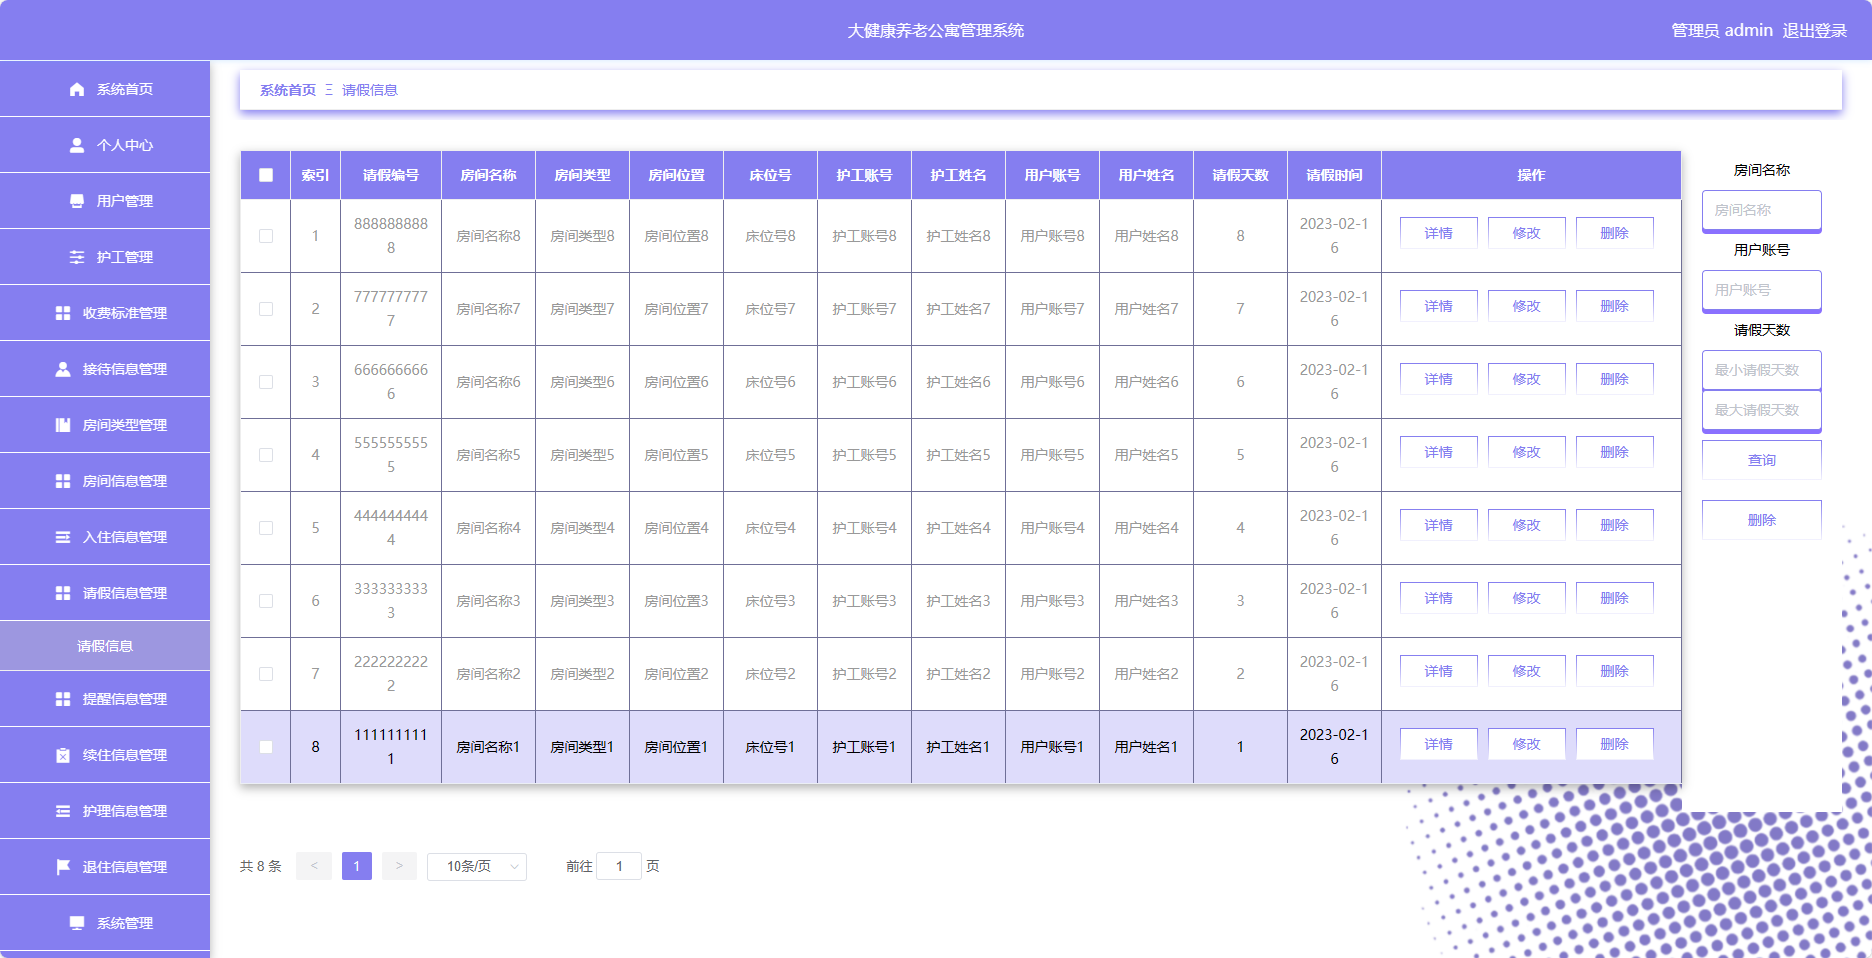 大健康养老公寓管理系统
管理员 admin 退出登录
系统首页
个人中心
用户管理
护工管理
收费标准管理
接待信息管理
房间类型管理
房间信息管理
入住信息管理
请假信息管理
请假信息
提醒信息管理
续住信息管理
护理信息管理
退住信息管理
系统管理
系统首页 Ξ 请假信息
索引 请假编号 房间名称 房间类型 房间位置 床位号 护工账号 护工姓名 用户账号 用户姓名 请假天数 请假时间 操作
1 8888888888 房间名称8 房间类型8 房间位置8 床位号8 护工账号8 护工姓名8 用户账号8 用户姓名8 8 2023-02-16 详情 修改 删除
2 7777777777 房间名称7 房间类型7 房间位置7 床位号7 护工账号7 护工姓名7 用户账号7 用户姓名7 7 2023-02-16 详情 修改 删除
3 6666666666 房间名称6 房间类型6 房间位置6 床位号6 护工账号6 护工姓名6 用户账号6 用户姓名6 6 2023-02-16 详情 修改 删除
4 5555555555 房间名称5 房间类型5 房间位置5 床位号5 护工账号5 护工姓名5 用户账号5 用户姓名5 5 2023-02-16 详情 修改 删除
5 4444444444 房间名称4 房间类型4 房间位置4 床位号4 护工账号4 护工姓名4 用户账号4 用户姓名4 4 2023-02-16 详情 修改 删除
6 3333333333 房间名称3 房间类型3 房间位置3 床位号3 护工账号3 护工姓名3 用户账号3 用户姓名3 3 2023-02-16 详情 修改 删除
7 2222222222 房间名称2 房间类型2 房间位置2 床位号2 护工账号2 护工姓名2 用户账号2 用户姓名2 2 2023-02-16 详情 修改 删除
8 1111111111 房间名称1 房间类型1 房间位置1 床位号1 护工账号1 护工姓名1 用户账号1 用户姓名1 1 2023-02-16 详情 修改 删除
房间名称
房间名称
用户账号
用户账号
请假天数
最小请假天数
最大请假天数
查询
删除
共 8 条 < 1 > 10条/页 前往 1 页